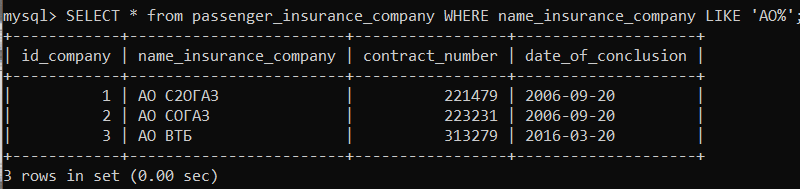 mysql> SELECT * from passenger_insurance_company WHERE name_insurance_company LIKE 'АО%';
+------------+------------------------+-----------------+--------------------+
| id_company | name_insurance_company | contract_number | date_of_conclusion |
+------------+------------------------+-----------------+--------------------+
| 1 | АО С2ОГАЗ | 221479 | 2006-09-20 |
| 2 | АО СОГАЗ | 223231 | 2006-09-20 |
| 3 | АО ВТБ | 313279 | 2016-03-20 |
+------------+------------------------+-----------------+--------------------+
3 rows in set (0.00 sec)